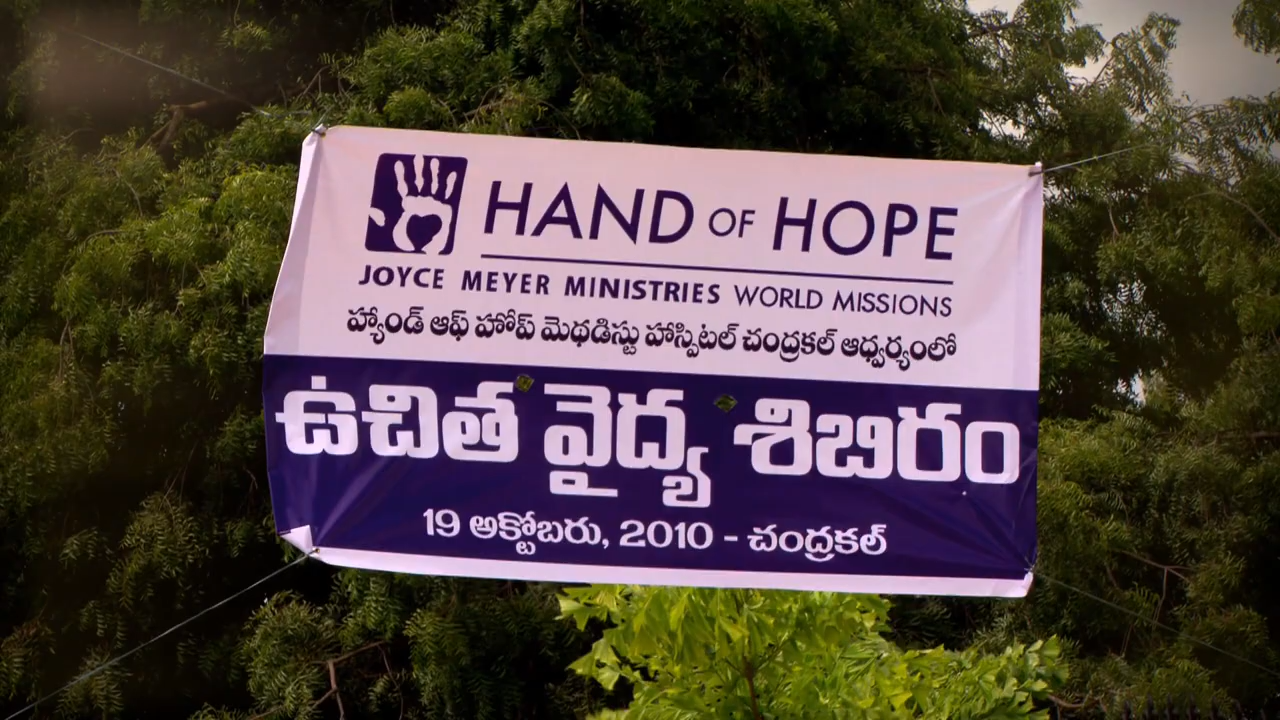 HAND OF HOPE
JOYCE MEYER MINISTRIES WORLD MISSIONS
హ్యాండ్ ఆఫ్ హోప్ మెథడిస్టు హాస్పిటల్ చంద్రకల్ ఆధ్వర్యంలో
ఉచిత వైద్య శిబిరం
19 అక్టోబరు, 2010 - చంద్రకల్